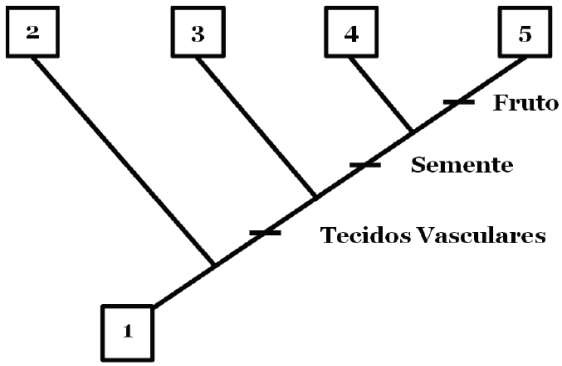 2 3 4 5
Fruto
Semente
Tecidos Vasculares
1